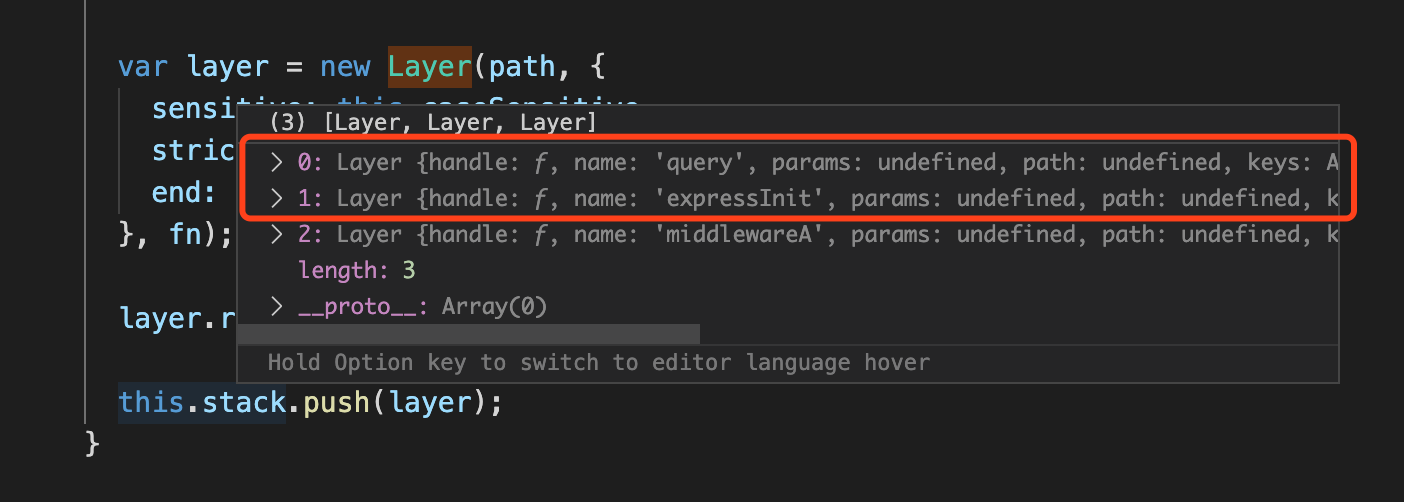 var layer = new Layer(path, {
sensi
(3) [Layer, Layer, Layer]
stric
0: Layer {handle: f, name: 'query', params: undefined, path: undefined, keys: A
end:
1: Layer {handle: f, name: 'expressInit', params: undefined, path: undefined, k
}, fn);
2: Layer {handle: f, name: 'middlewareA', params: undefined, path: undefined, k
length: 3
layer.r
__proto__: Array(0)
Hold Option key to switch to editor language hover
this.stack.push(layer);
}